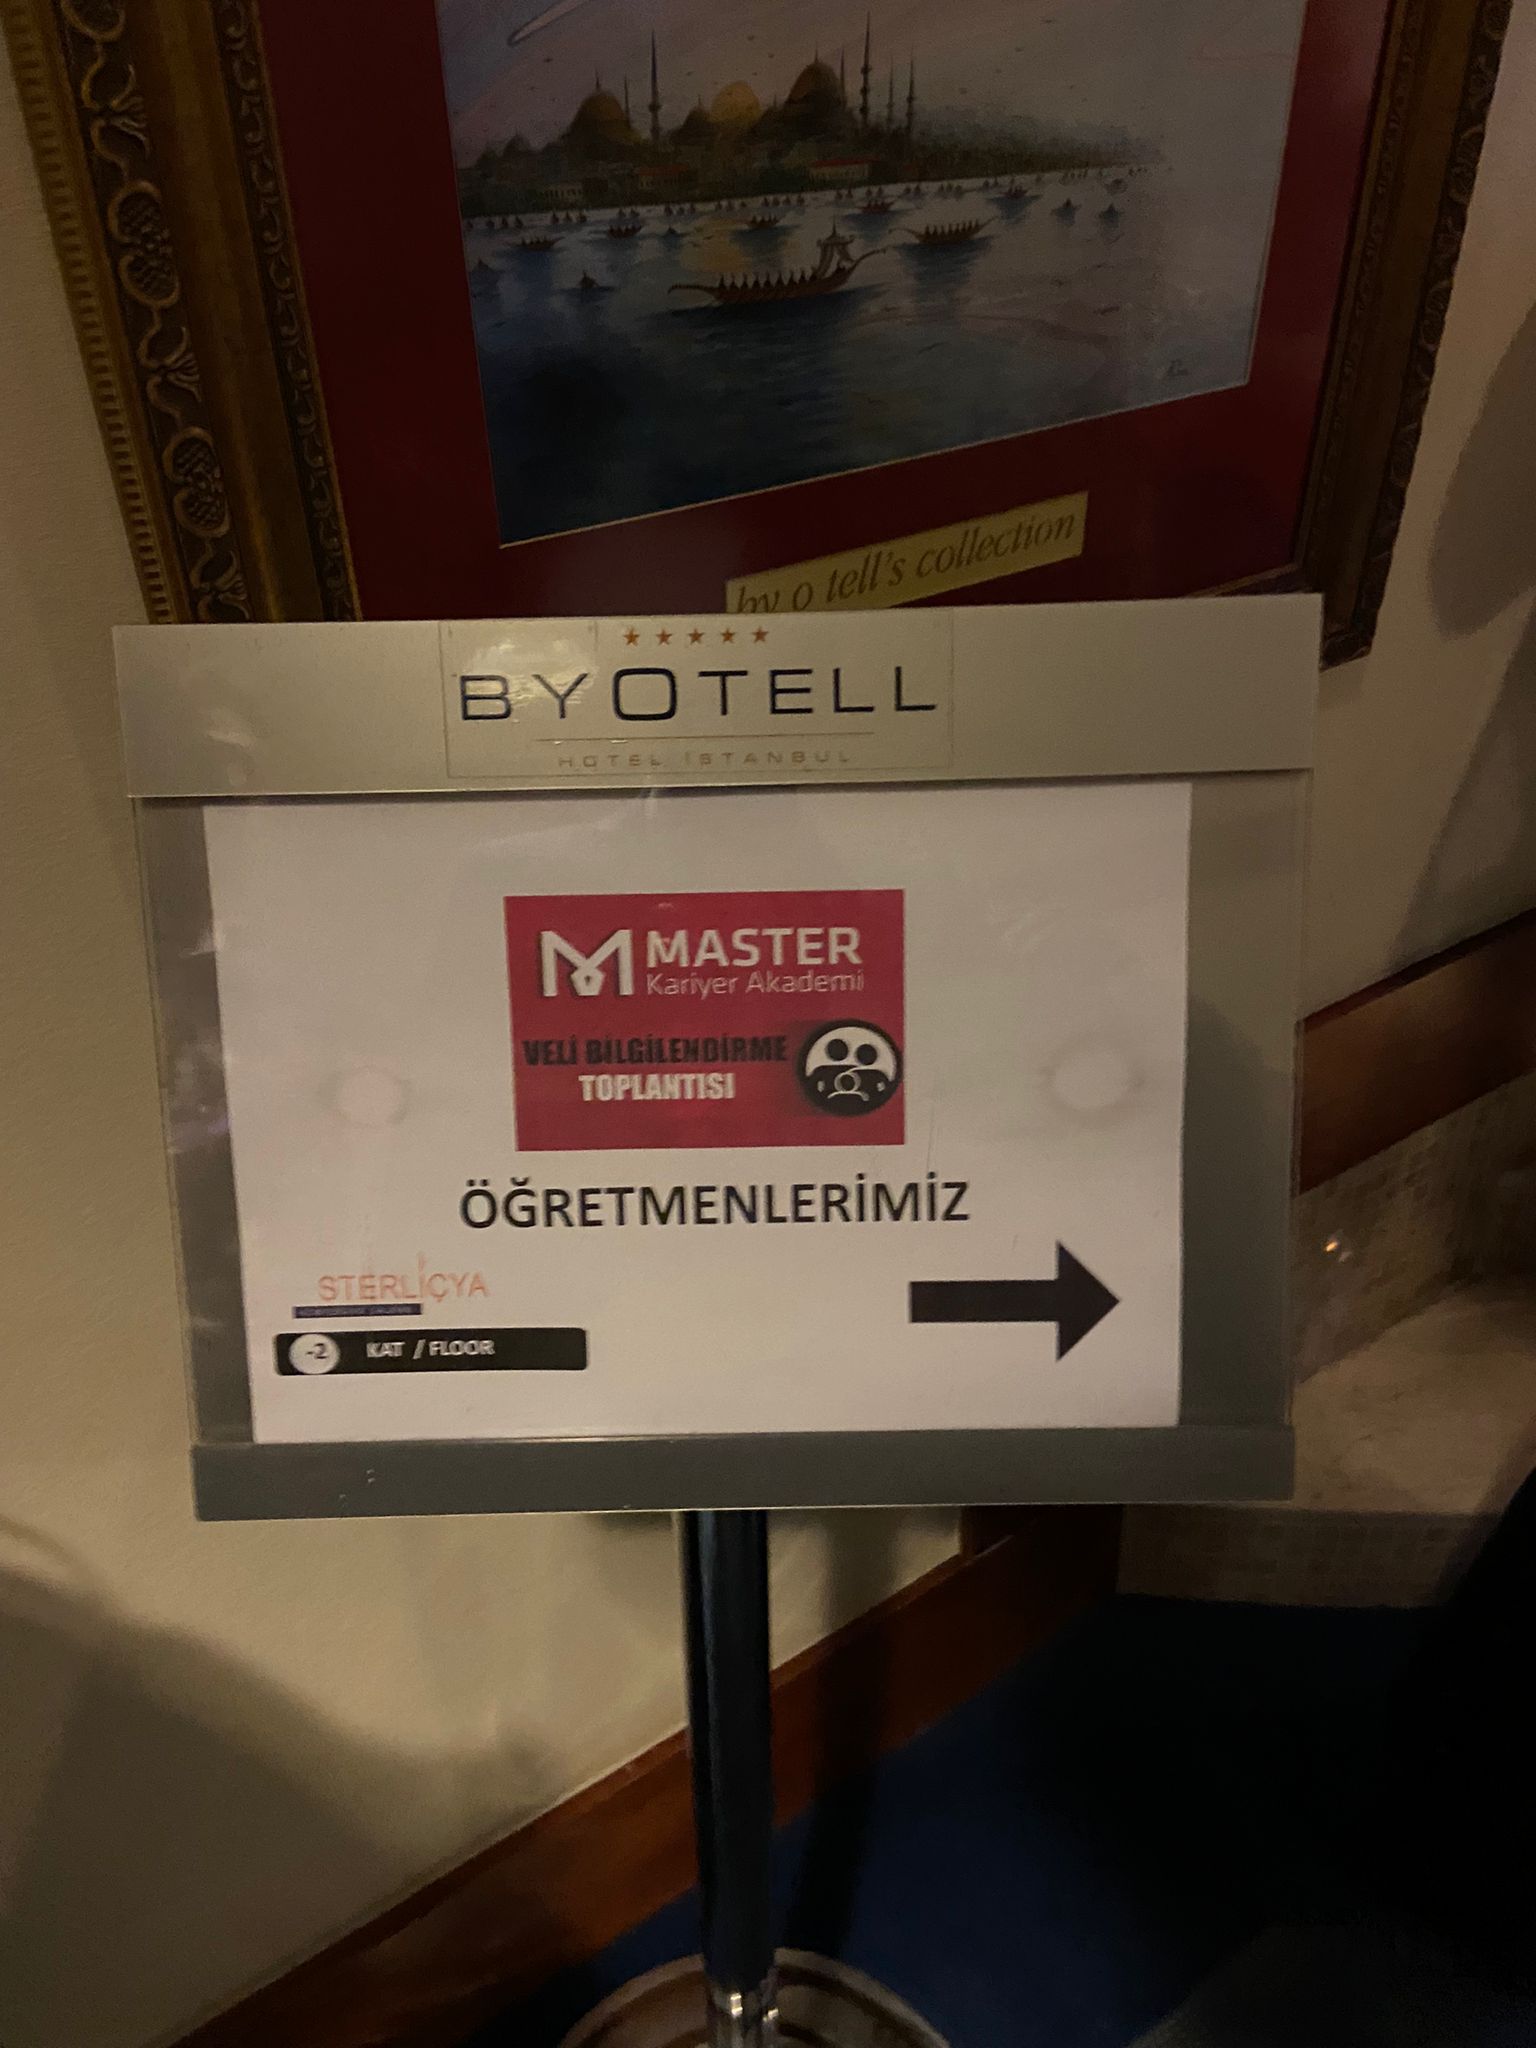 by o tell's collection
BYOTELL
HOTEL İSTANBUL
MASTER
Kariyer Akademi
VELİ BİLGİLENDİRME
TOPLANTISI
ÖĞRETMENLERİMİZ
STERLİÇYA
-2 KAT / FLOOR